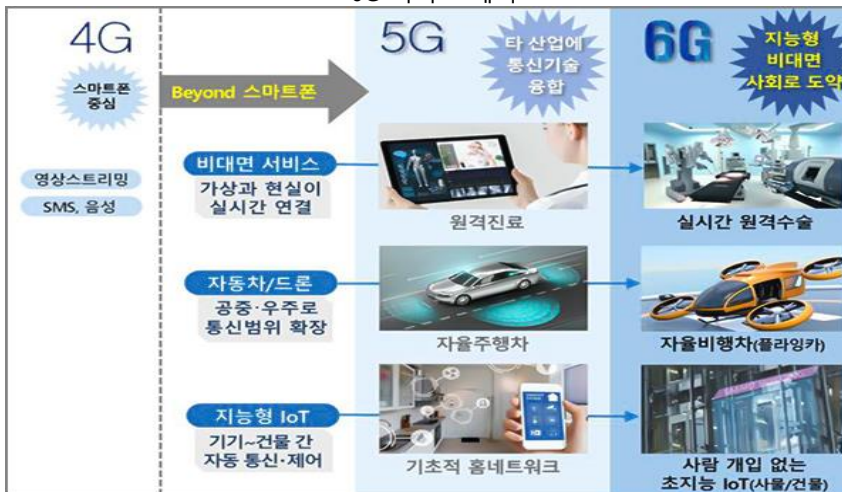 4G
스마트폰
중심
Beyond 스마트폰
5G
타 산업에
통신기술
융합
6G
지능형
비대면
사회로 도약
영상스트리밍
SMS, 음성
비대면 서비스
가상과 현실이
실시간 연결
원격진료
실시간 원격수술
자동차/드론
공중·우주로
통신범위 확장
자율주행차
자율비행차(플라잉카)
지능형 IoT
기기~건물 간
자동 통신·제어
기초적 홈네트워크
사람 개입 없는
초지능 IoT(사물/건물)